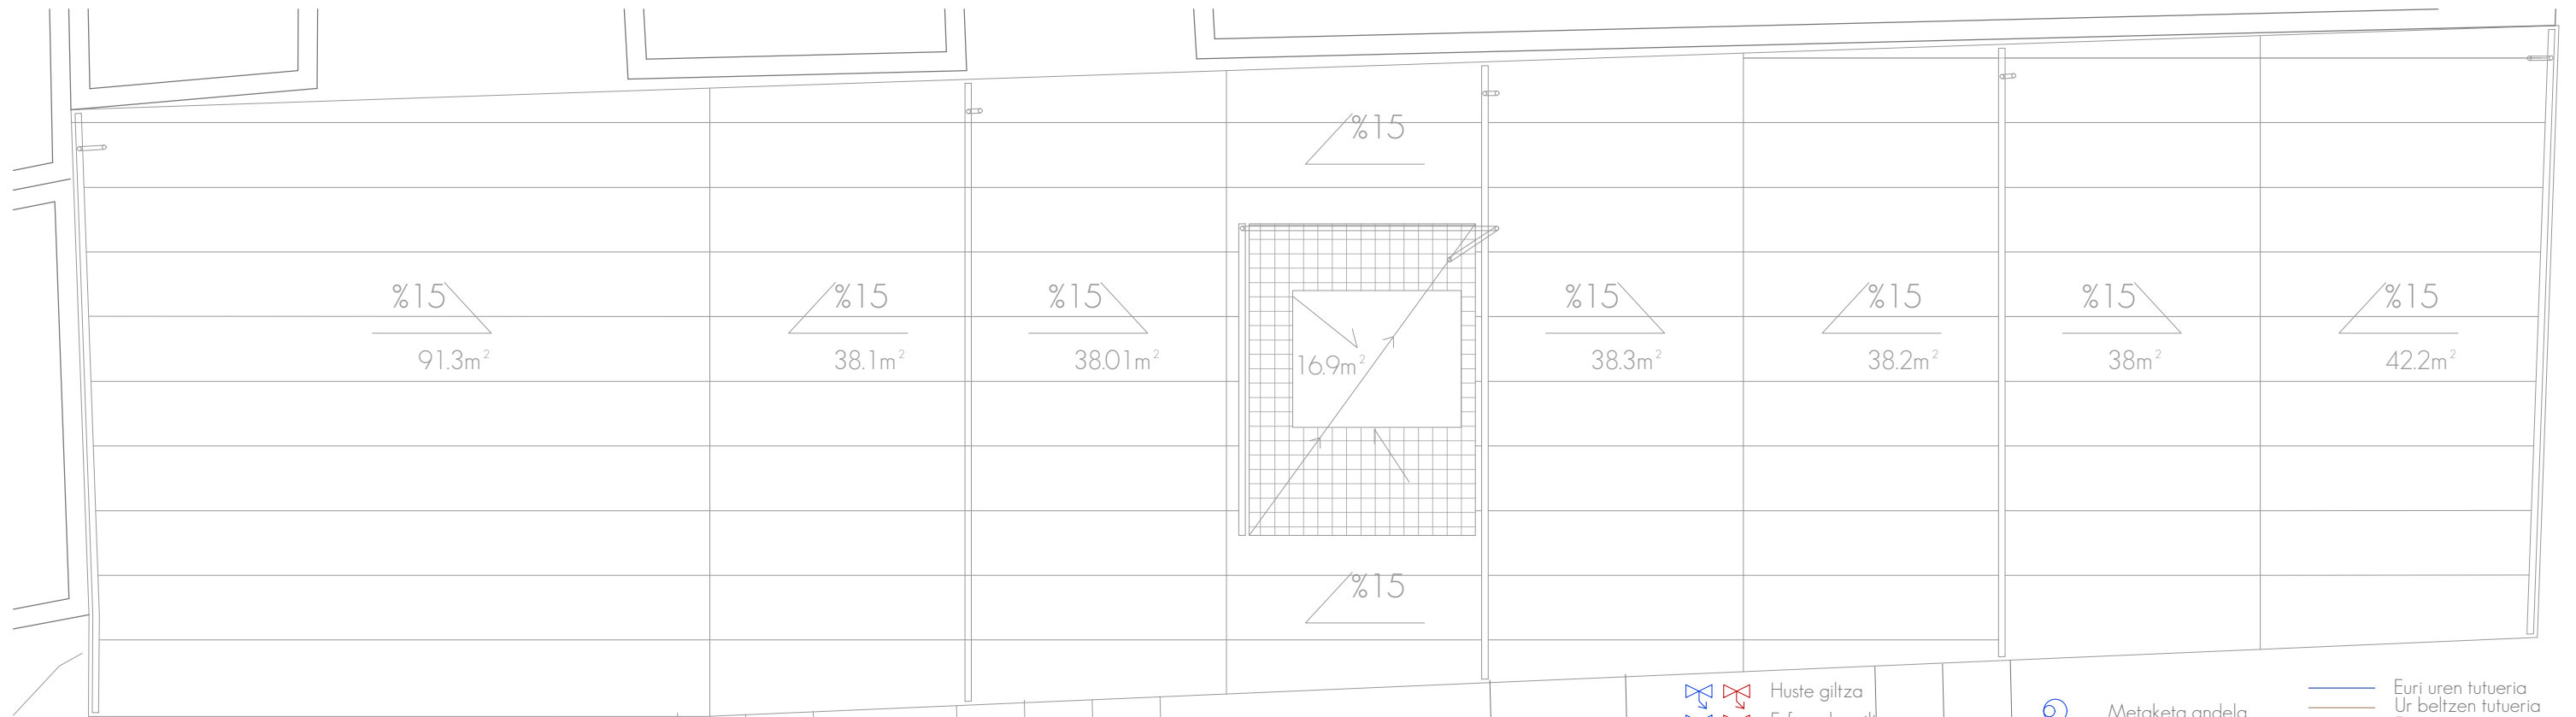 %15
%15
%15
%15
%15
%15
%15
%15
91.3m²
38.1m²
38.01m²
16.9m²
38.3m²
38.2m²
38m²
42.2m²
%15
Huste giltza
Metaketa andela
Euri uren tutueria
Ur beltzen tutueria